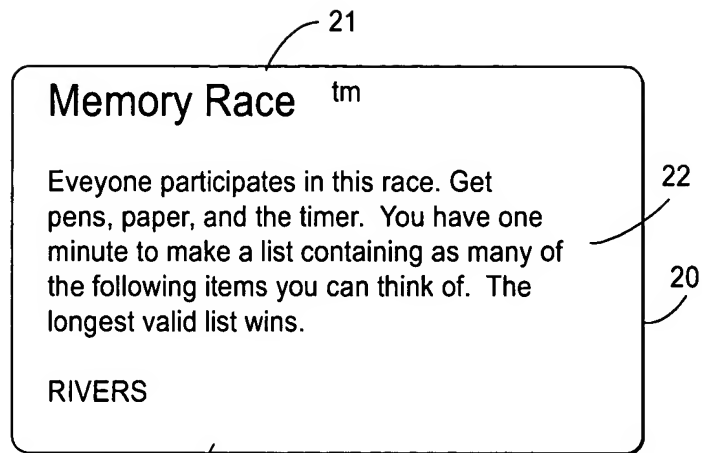 21
Memory Race tm
Eveyone participates in this race. Get
pens, paper, and the timer. You have one
minute to make a list containing as many of
the following items you can think of. The
longest valid list wins.
RIVERS
22
20